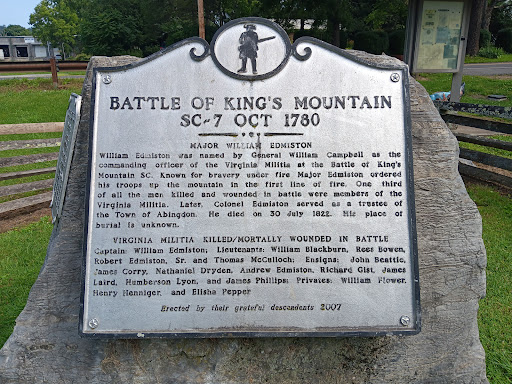 BATTLE OF KING'S MOUNTAIN
SC-7 OCT 1780
MAJOR WILLIAM EDMISTON
William Edmiston was named by General William Campbell as the
commanding officer of the Virginia Militia at the Battle of King's
Mountain SC. Known for bravery under fire Major Edmiston ordered
his troops up the mountain in the first line of fire. One third
of all the men killed and wounded in battle were members of the
Virginia Militia. Later, Colonel Edmiston served as a trustee of
the Town of Abingdon. He died on 30 July 1822. His place of
burial is unknown.
VIRGINIA MILITIA KILLED/MORTALLY WOUNDED IN BATTLE
Captain: William Edmiston; Lieutenants: William Blackburn, Rees Bowen,
Robert Edmiston, Sr. and Thomas McCulloch; Ensigns: John Beattie,
James Corry, Nathaniel Dryden, Andrew Edmiston, Richard Gist, James
Laird, Humberson Lyon, and James Phillips; Privates: William Flower,
Henry Henniger, and Elisha Pepper
Erected by their grateful descendents 2007